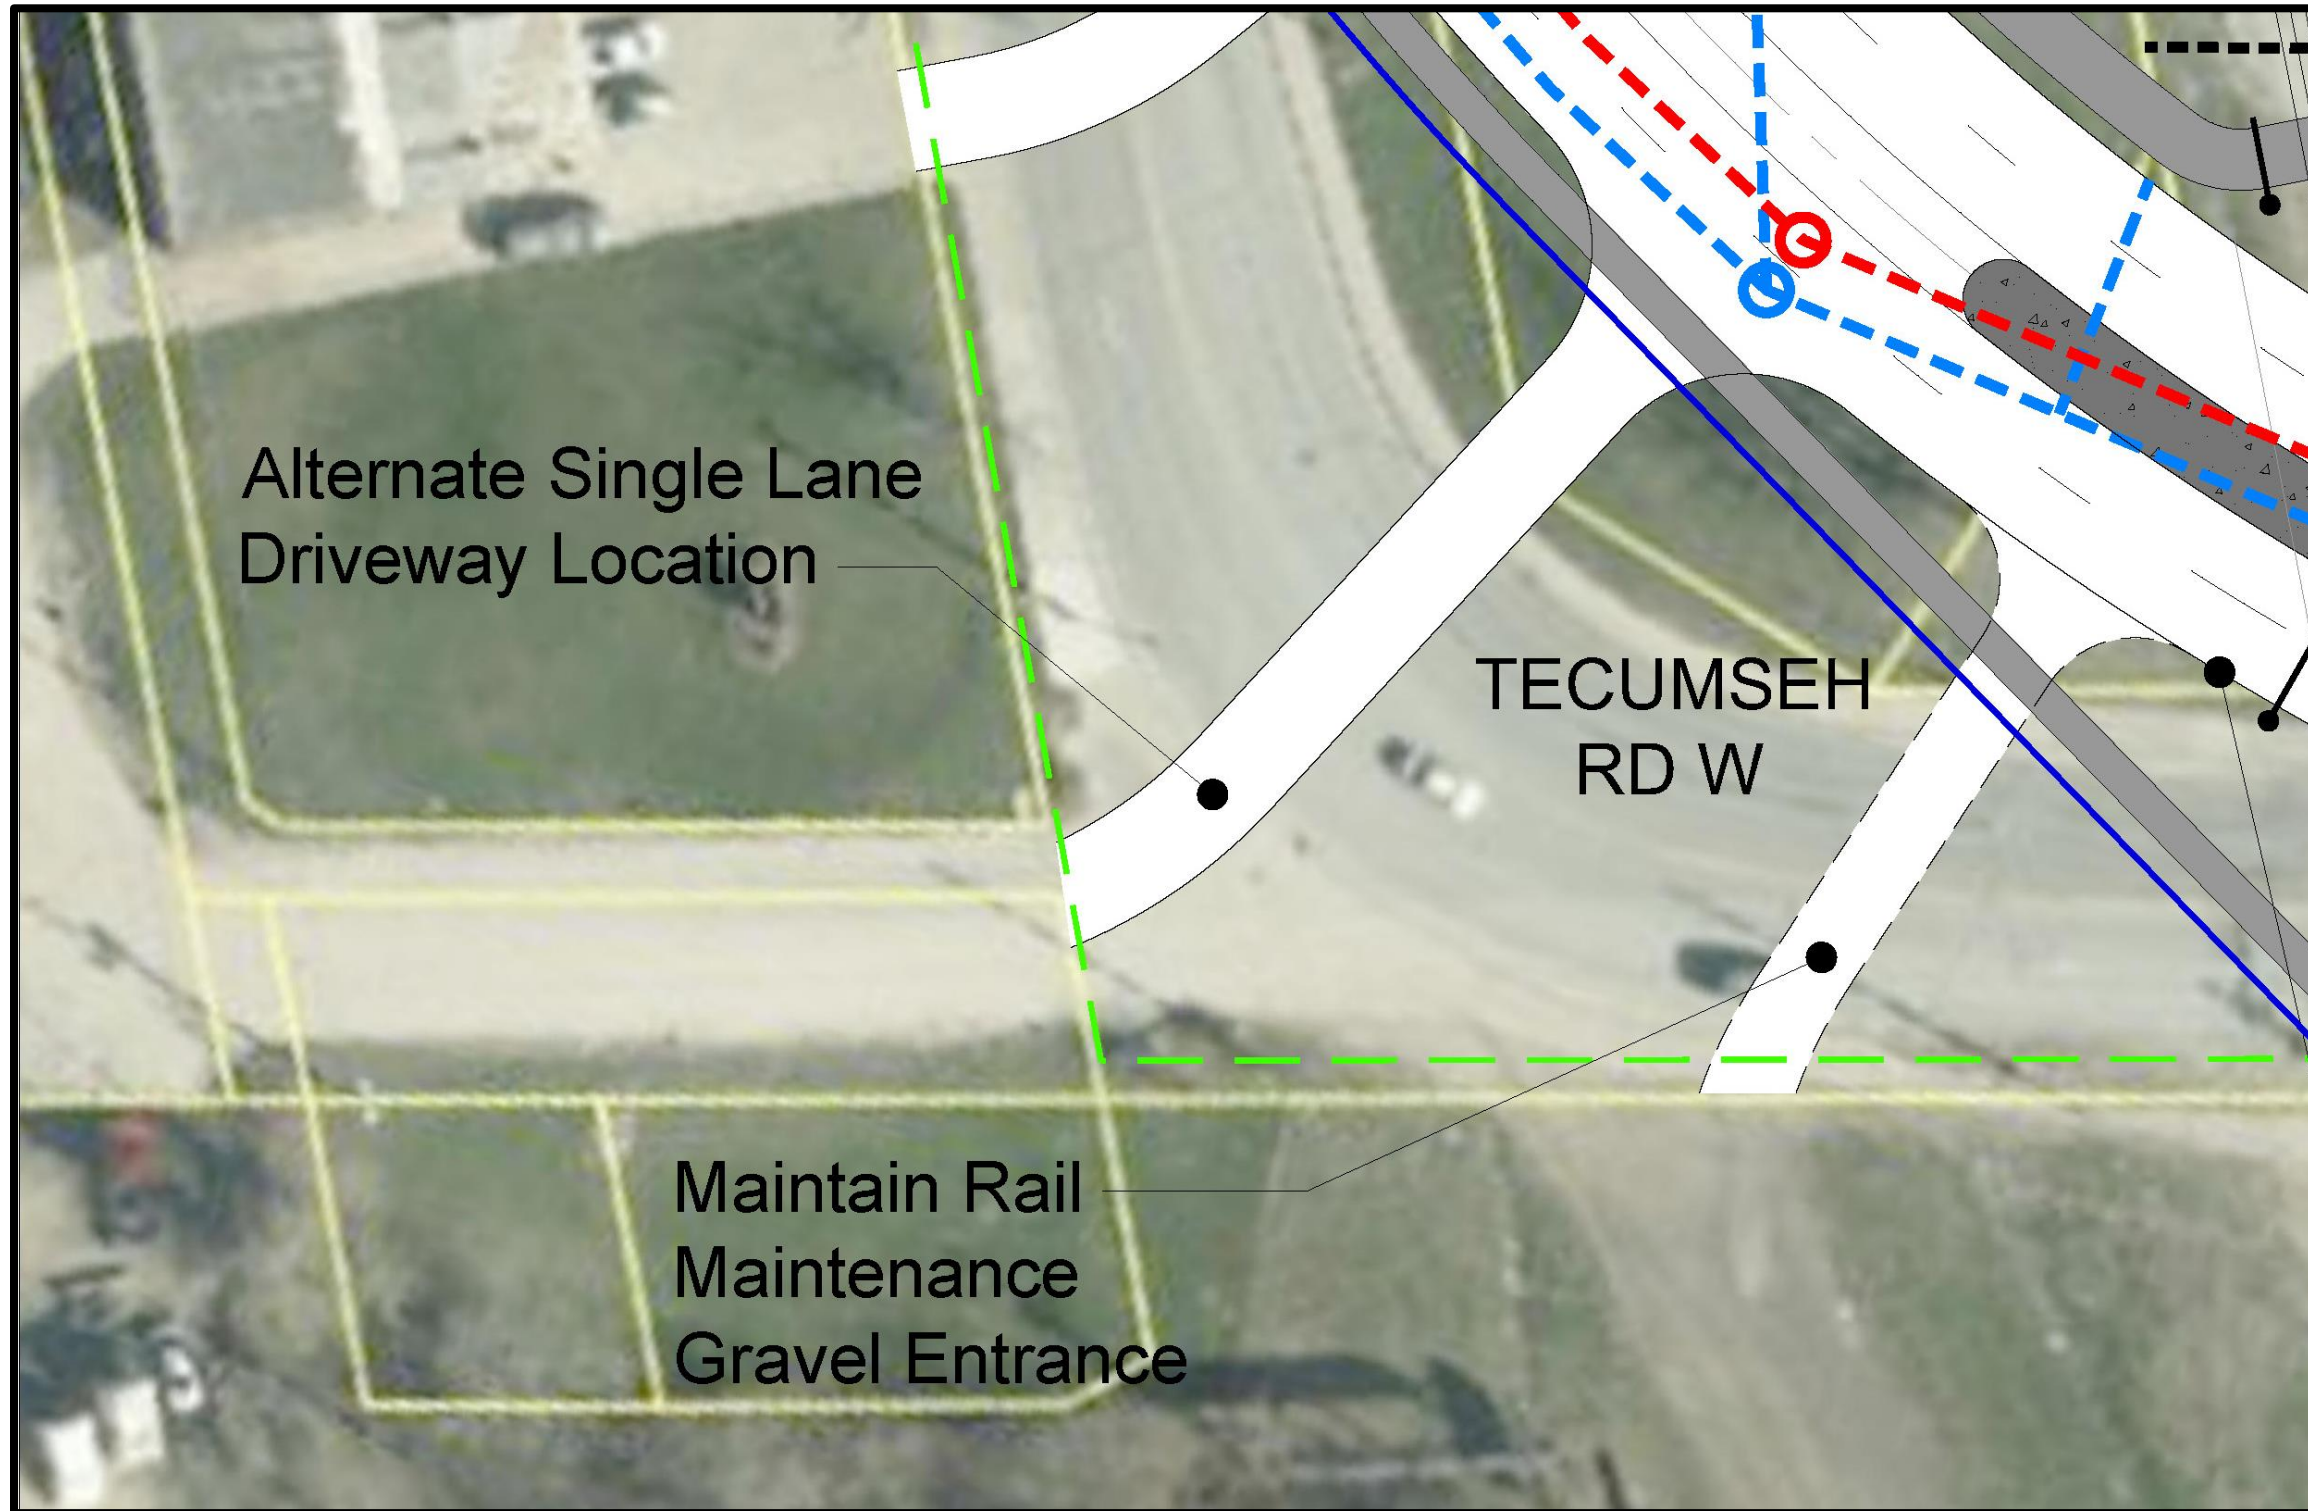 Alternate Single Lane
Driveway Location
TECUMSEH
RD W
Maintain Rail
Maintenance
Gravel Entrance